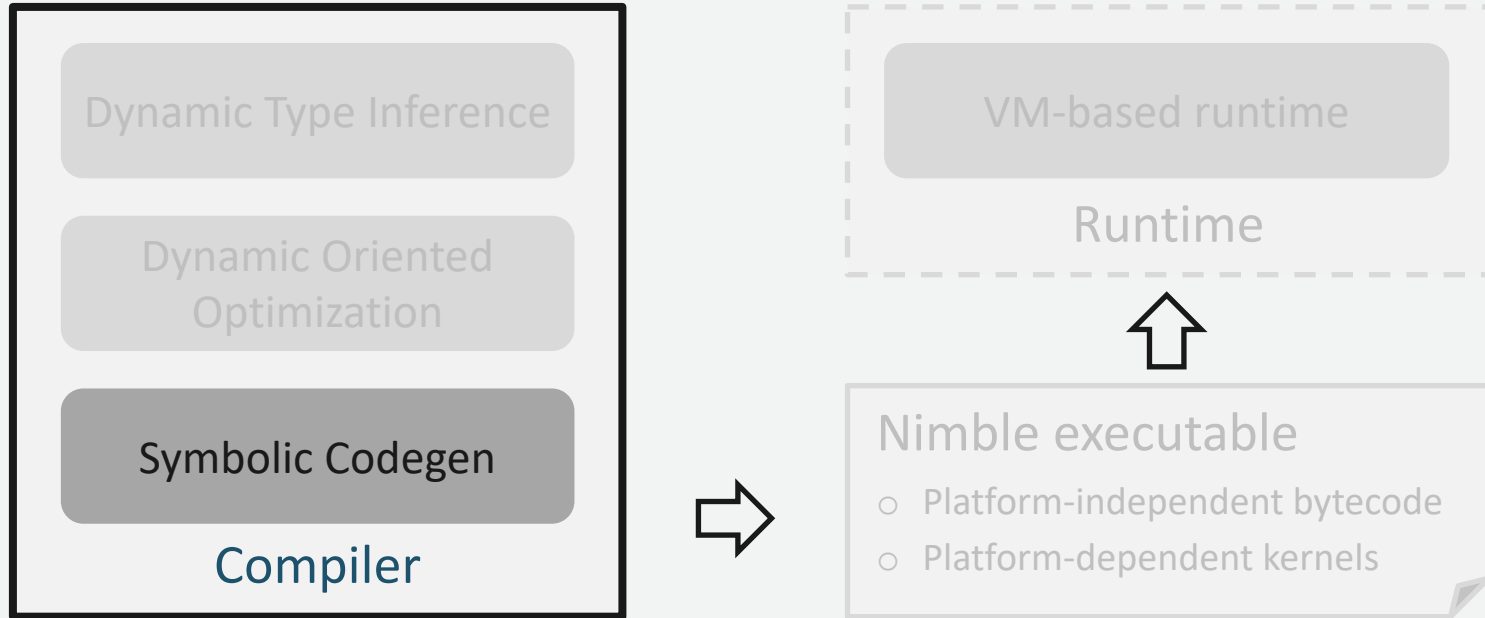 Dynamic Type Inference
Dynamic Oriented
Optimization
Symbolic Codegen
Compiler
VM-based runtime
Runtime
Nimble executable
○ Platform-independent bytecode
○ Platform-dependent kernels